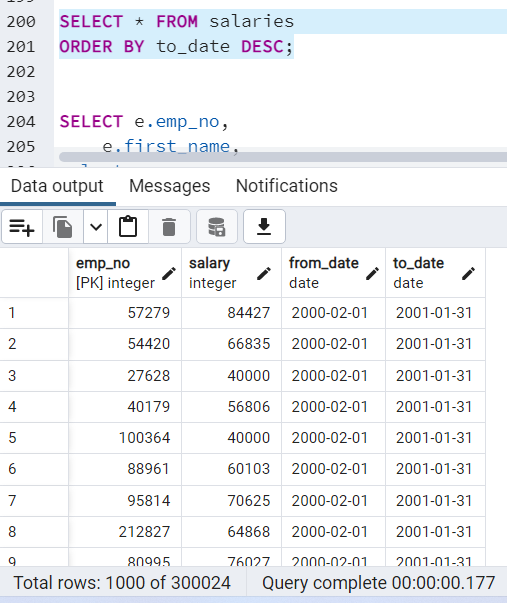 200 SELECT * FROM salaries
201 ORDER BY to_date DESC;
202
203
204 SELECT e.emp_no,
205 e.first_name,
Data output Messages Notifications
emp_no salary from_date to_date
[PK] integer integer date date
1 57279 84427 2000-02-01 2001-01-31
2 54420 66835 2000-02-01 2001-01-31
3 27628 40000 2000-02-01 2001-01-31
4 40179 56806 2000-02-01 2001-01-31
5 100364 40000 2000-02-01 2001-01-31
6 88961 60103 2000-02-01 2001-01-31
7 95814 70625 2000-02-01 2001-01-31
8 212827 64868 2000-02-01 2001-01-31
9 80995 76027 2000-02-01 2001-01-31
Total rows: 1000 of 300024 Query complete 00:00:00.177